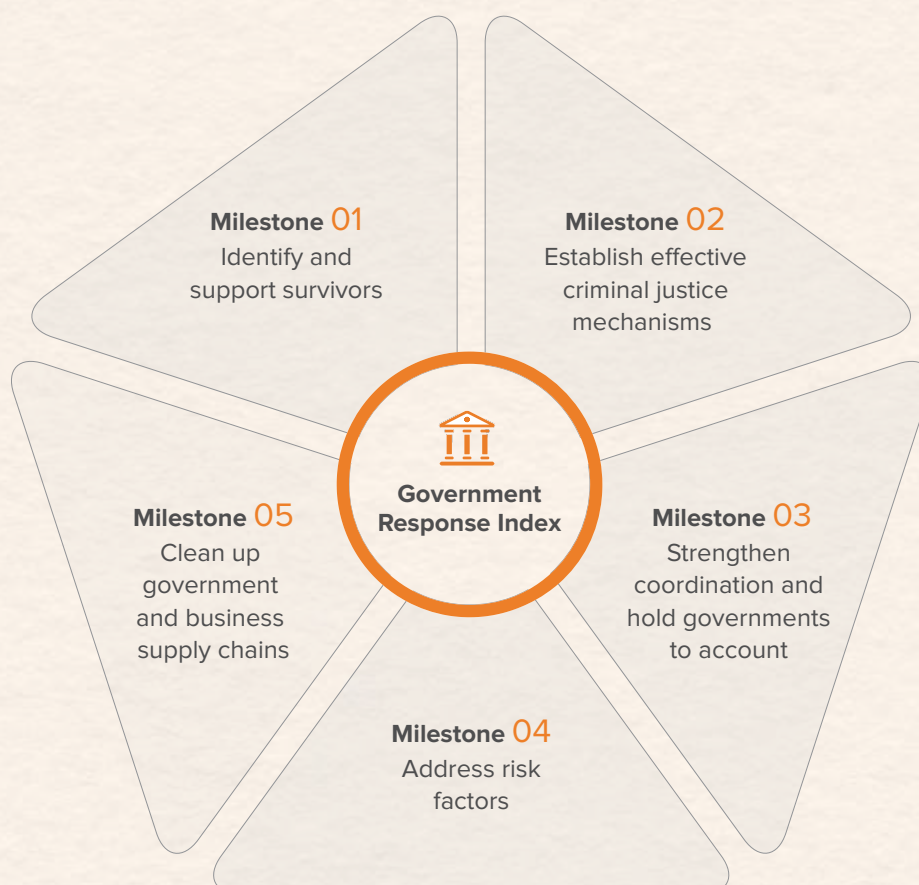 Milestone 01
Identify and
support survivors
Milestone 02
Establish effective
criminal justice
mechanisms
Government
Response Index
Milestone 05
Clean up
government
and business
supply chains
Milestone 03
Strengthen
coordination and
hold governments
to account
Milestone 04
Address risk
factors